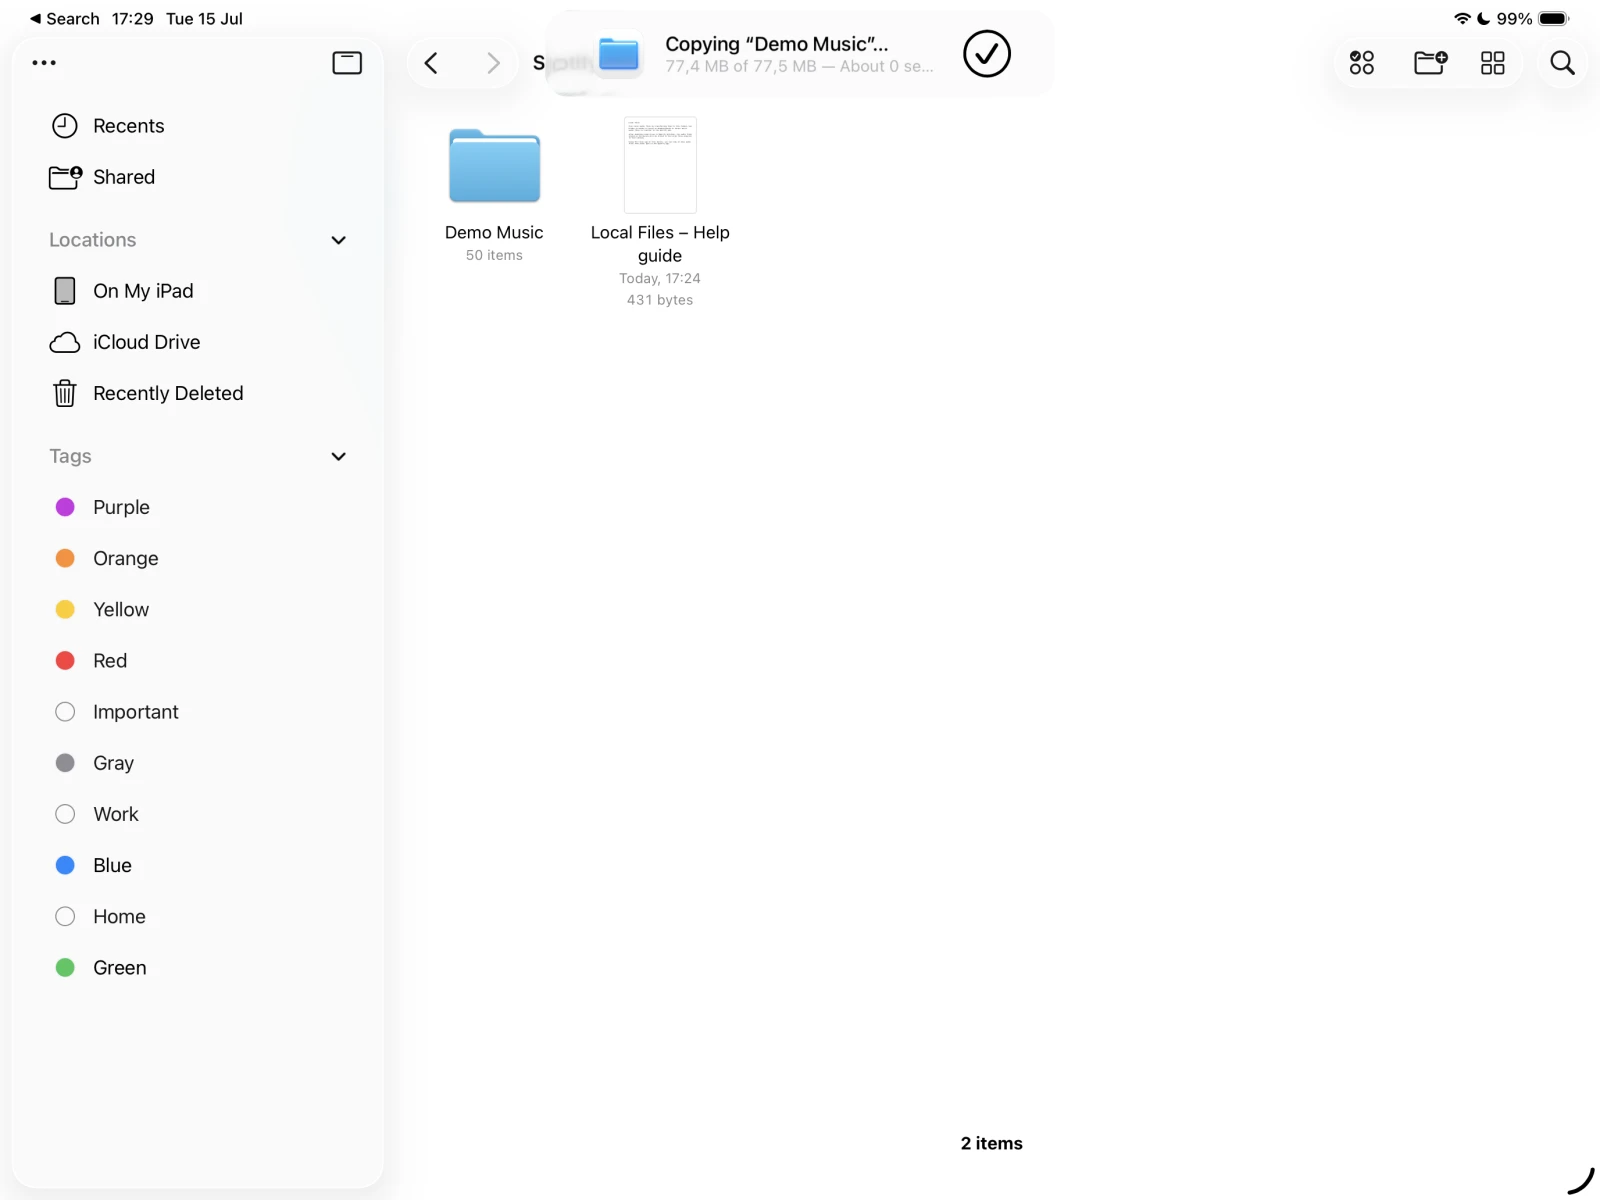 ◀ Search 17:29 Tue 15 Jul
99%
Copying “Demo Music”...
77,4 MB of 77,5 MB — About 0 se...
Recents
Shared
Locations
On My iPad
iCloud Drive
Recently Deleted
Tags
Purple
Orange
Yellow
Red
Important
Gray
Work
Blue
Home
Green
Demo Music
50 items
Local Files – Help
guide
Today, 17:24
431 bytes
2 items